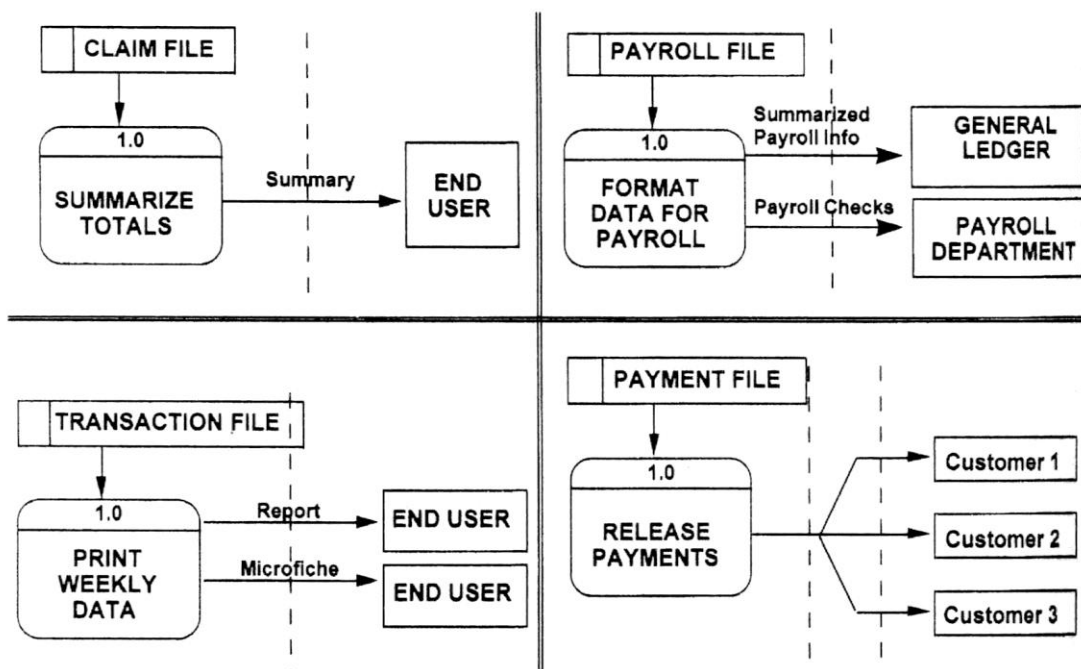 CLAIM FILE
1.0
SUMMARIZE
TOTALS
Summary
END
USER
PAYROLL FILE
1.0
FORMAT
DATA FOR
PAYROLL
Summarized
Payroll Info
Payroll Checks
GENERAL
LEDGER
PAYROLL
DEPARTMENT
TRANSACTION FILE
1.0
PRINT
WEEKLY
DATA
Report
Microfiche
END USER
END USER
PAYMENT FILE
1.0
RELEASE
PAYMENTS
Customer 1
Customer 2
Customer 3